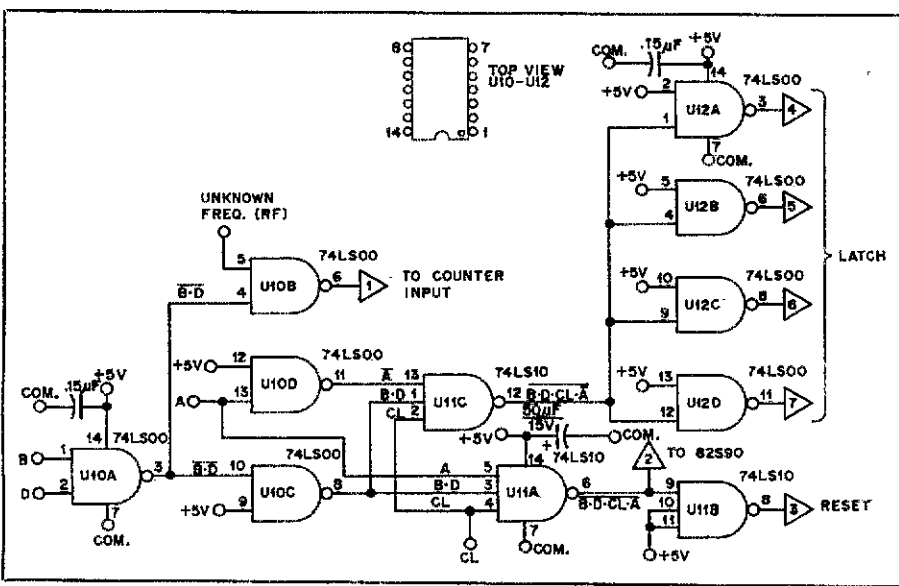 6 7
TOP VIEW
U10-U12
14 1
COM. .15µF +5V
14 74LS00
+5V 2
U12A 3 4
1
7
COM.
74LS00
+5V 5
U12B 6 5
4
LATCH
74LS00
+5V 10
U12C 8 6
9
74LS00
+5V 13
U12D 11 7
12
UNKNOWN
FREQ. (RF)
5 74LS00
U10B 6 1 TO COUNTER
INPUT
B·D 4
74LS00
+5V 12
U10D 11 A 13 74LS10
A 13
B·D 1 U11C 12 B·D·CL·A
CL 2
COM. .15µF +5V
14 74LS00
B 1
U10A 3 B·D 10
D 2
7
COM.
74LS00
U10C 8
+5V 9
50µF
15V
+5V + COM.
14 74LS10
A 5
B·D 3 U11A 6 B·D·CL·A
CL 4
7
COM.
CL
2 TO 82S90
74LS10
9
10 U11B 8 3 RESET
11
+5V